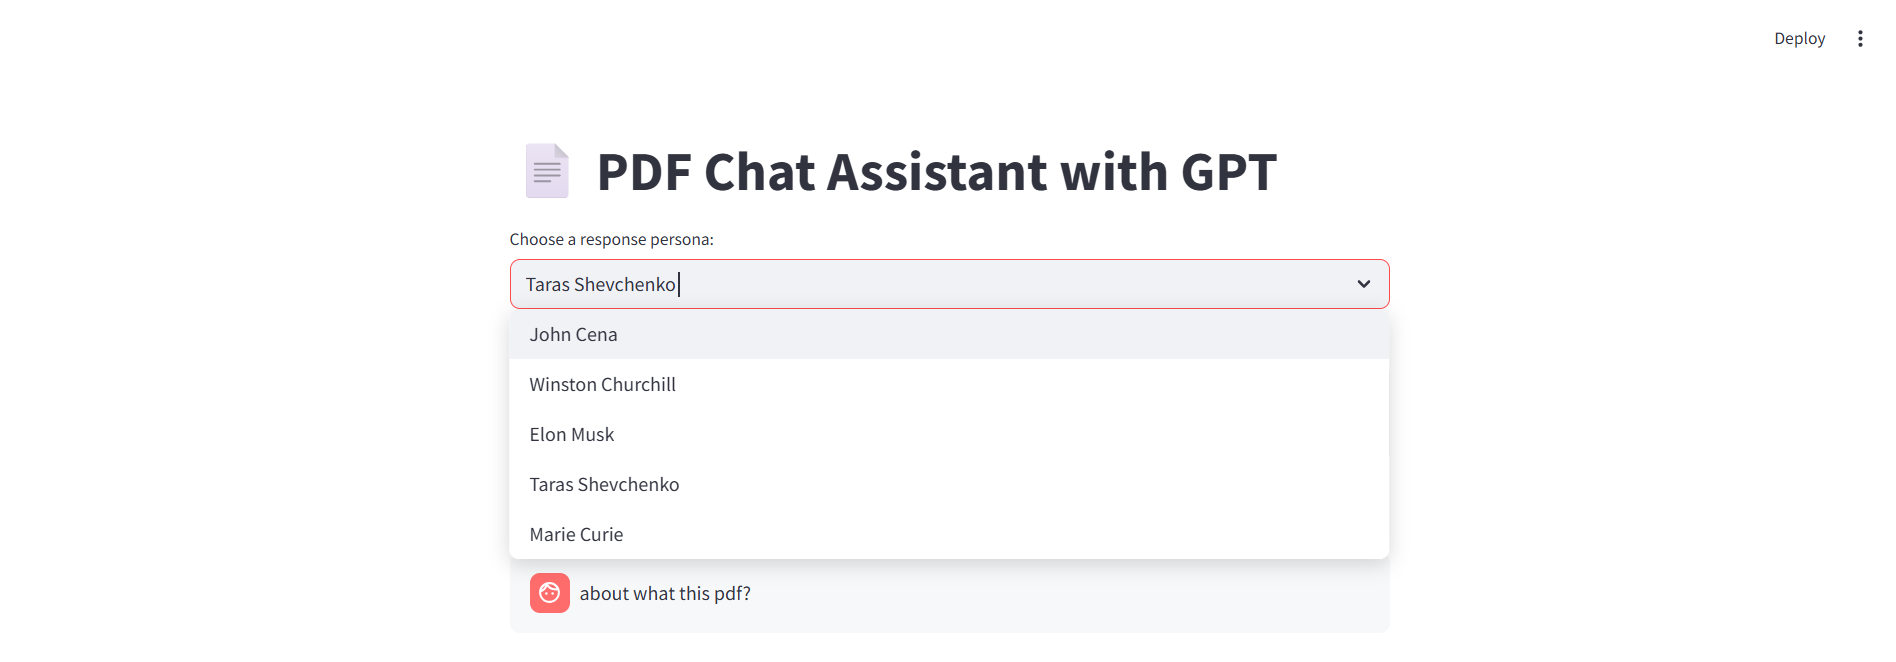 Deploy
PDF Chat Assistant with GPT
Choose a response persona:
Taras Shevchenko
John Cena
Winston Churchill
Elon Musk
Taras Shevchenko
Marie Curie
about what this pdf?